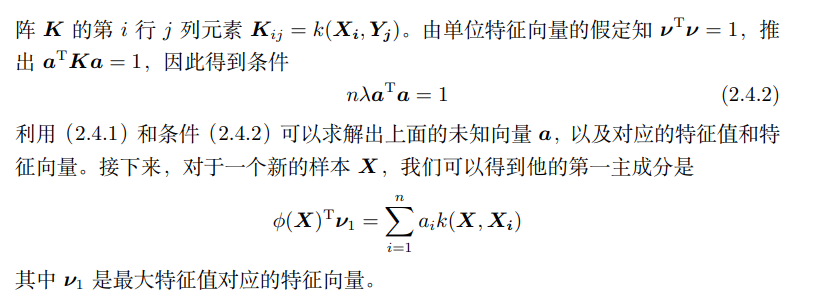 阵 K 的第 i 行 j 列元素 K_{ij} = k(X_i, Y_j)。由单位特征向量的假定知 ν^Tν = 1，推
出 a^TKa = 1，因此得到条件
nλa^Ta = 1 (2.4.2)
利用（2.4.1）和条件（2.4.2）可以求解出上面的未知向量 a，以及对应的特征值和特
征向量。接下来，对于一个新的样本 X，我们可以得到他的第一主成分是
φ(X)^Tν_1 = ∑_{i=1}^{n} a_i k(X, X_i)
其中 ν_1 是最大特征值对应的特征向量。